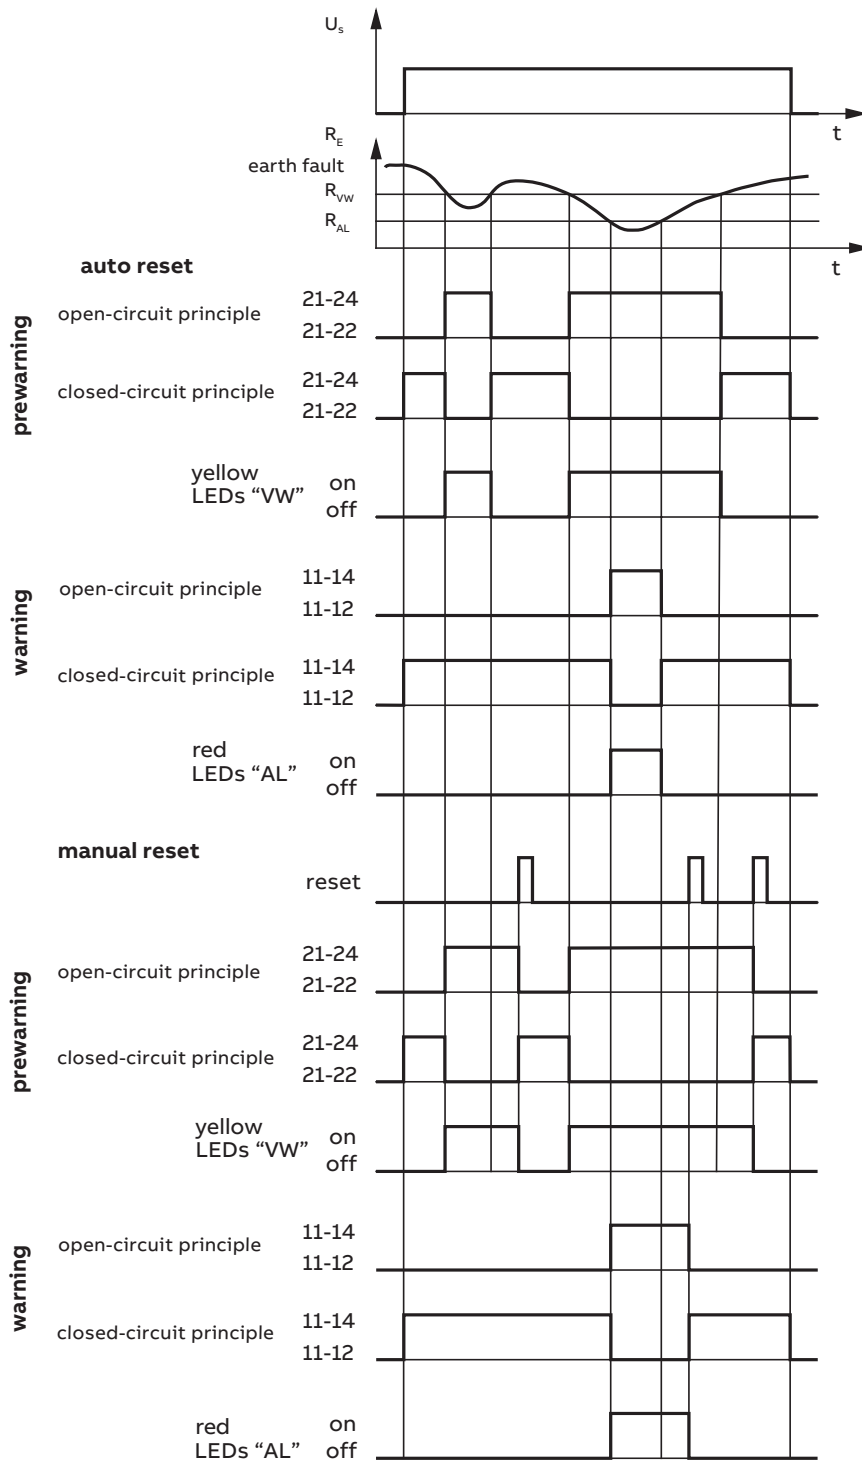 Us
t
RE
earth fault
RVW
RAL
t
auto reset
prewarning
open-circuit principle
21-24
21-22
closed-circuit principle
21-24
21-22
yellow
LEDs “VW”
on
off
warning
open-circuit principle
11-14
11-12
closed-circuit principle
11-14
11-12
red
LEDs “AL”
on
off
manual reset
reset
prewarning
open-circuit principle
21-24
21-22
closed-circuit principle
21-24
21-22
yellow
LEDs “VW”
on
off
warning
open-circuit principle
11-14
11-12
closed-circuit principle
11-14
11-12
red
LEDs “AL”
on
off